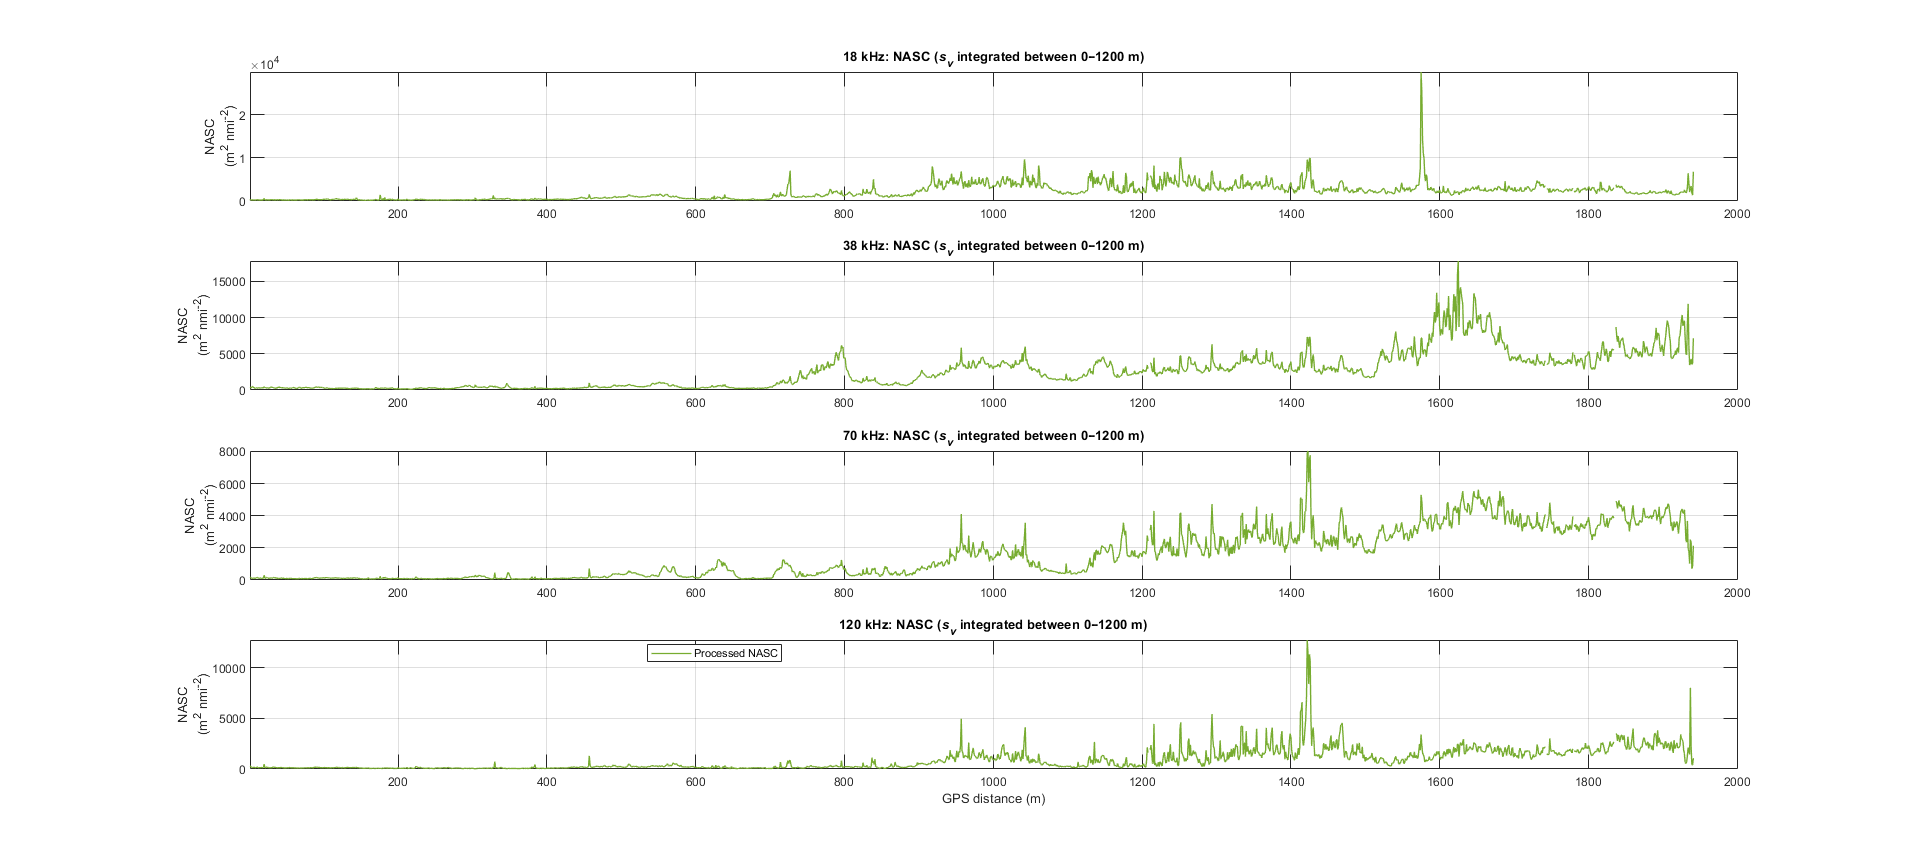 18 kHz: NASC (sv integrated between 0−1200 m)
×10^4
NASC
(m^2 nmi^-2)
2
1
0
200 400 600 800 1000 1200 1400 1600 1800 2000
38 kHz: NASC (sv integrated between 0−1200 m)
NASC
(m^2 nmi^-2)
15000
10000
5000
0
200 400 600 800 1000 1200 1400 1600 1800 2000
70 kHz: NASC (sv integrated between 0−1200 m)
NASC
(m^2 nmi^-2)
8000
6000
4000
2000
0
200 400 600 800 1000 1200 1400 1600 1800 2000
120 kHz: NASC (sv integrated between 0−1200 m)
Processed NASC
NASC
(m^2 nmi^-2)
10000
5000
0
200 400 600 800 1000 1200 1400 1600 1800 2000
GPS distance (m)